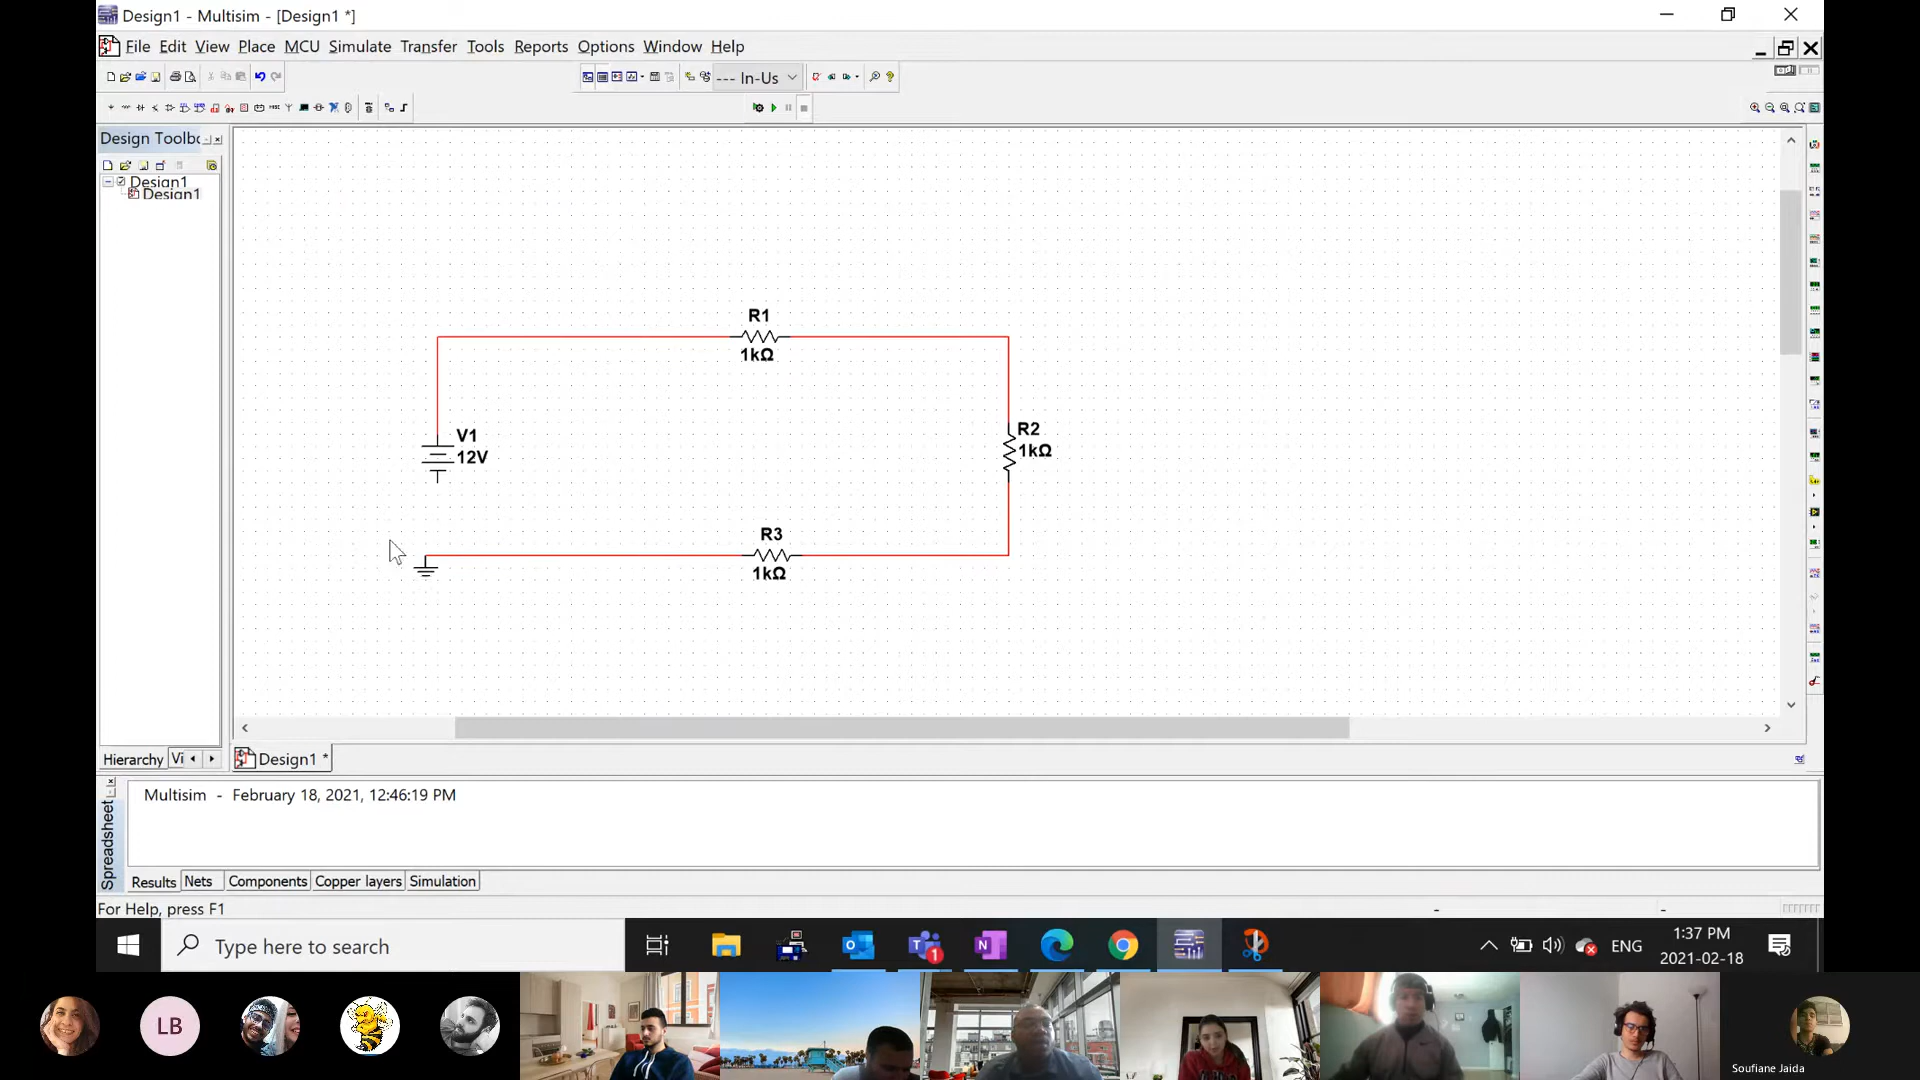 Design1 - Multisim - [Design1 *]
File Edit View Place MCU Simulate Transfer Tools Reports Options Window Help
--- In-Us
Design Toolbo
Design1
Design1
R1
1kΩ
V1
12V
R2
1kΩ
R3
1kΩ
Hierarchy Vi
Design1 *
Spreadsheet
Multisim - February 18, 2021, 12:46:19 PM
Results Nets Components Copper layers Simulation
For Help, press F1
- -
Type here to search
1
ENG
1:37 PM
2021-02-18
LB
Soufiane Jaida